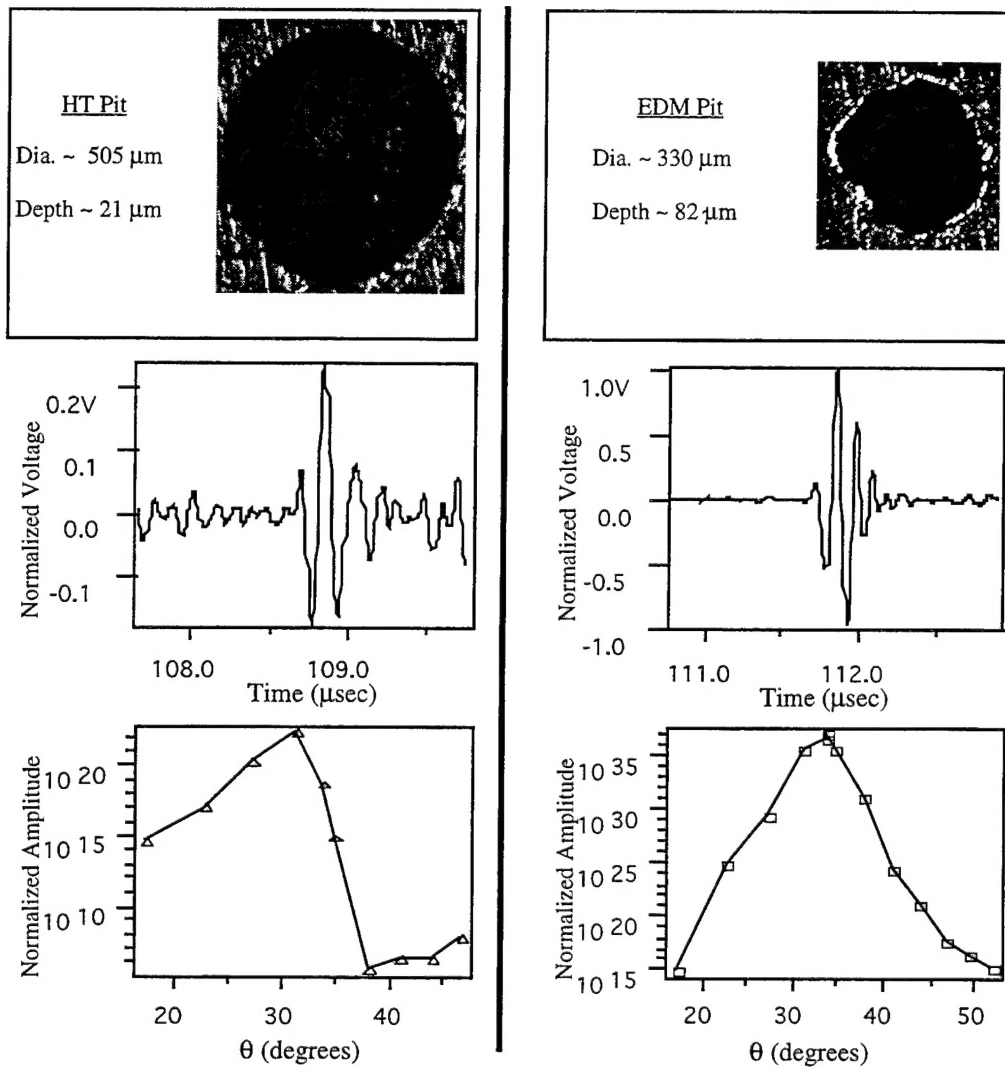 HT Pit
Dia. ~ 505 μm
Depth ~ 21 μm
EDM Pit
Dia. ~ 330 μm
Depth ~ 82 μm
Normalized Voltage
0.2V
0.1
0.0
-0.1
108.0 109.0
Time (μsec)
Normalized Voltage
1.0V
0.5
0.0
-0.5
-1.0
111.0 112.0
Time (μsec)
Normalized Amplitude
10 20
10 15
10 10
20 30 40
θ (degrees)
Normalized Amplitude
10 35
10 30
10 25
10 20
10 15
20 30 40 50
θ (degrees)